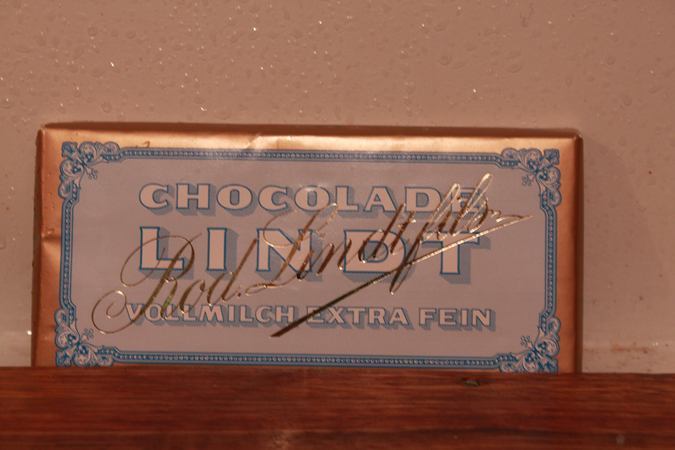 CHOCOLADE
LINDT
Rod. Lindt fils
VOLLMILCH EXTRA FEIN